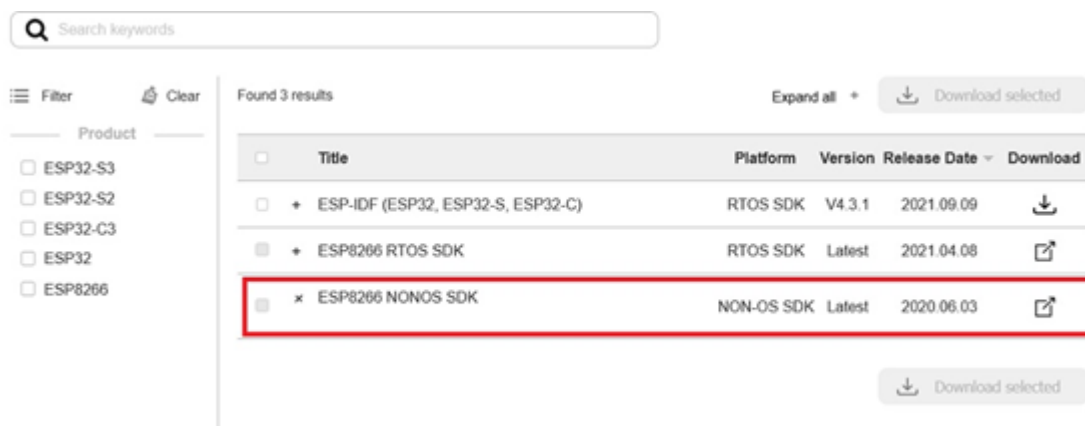 Search keywords
Filter Clear
Product
ESP32-S3
ESP32-S2
ESP32-C3
ESP32
ESP8266
Found 3 results
Expand all + Download selected
Title Platform Version Release Date Download
+ ESP-IDF (ESP32, ESP32-S, ESP32-C) RTOS SDK V4.3.1 2021.09.09
+ ESP8266 RTOS SDK RTOS SDK Latest 2021.04.08
× ESP8266 NONOS SDK NON-OS SDK Latest 2020.06.03
Download selected